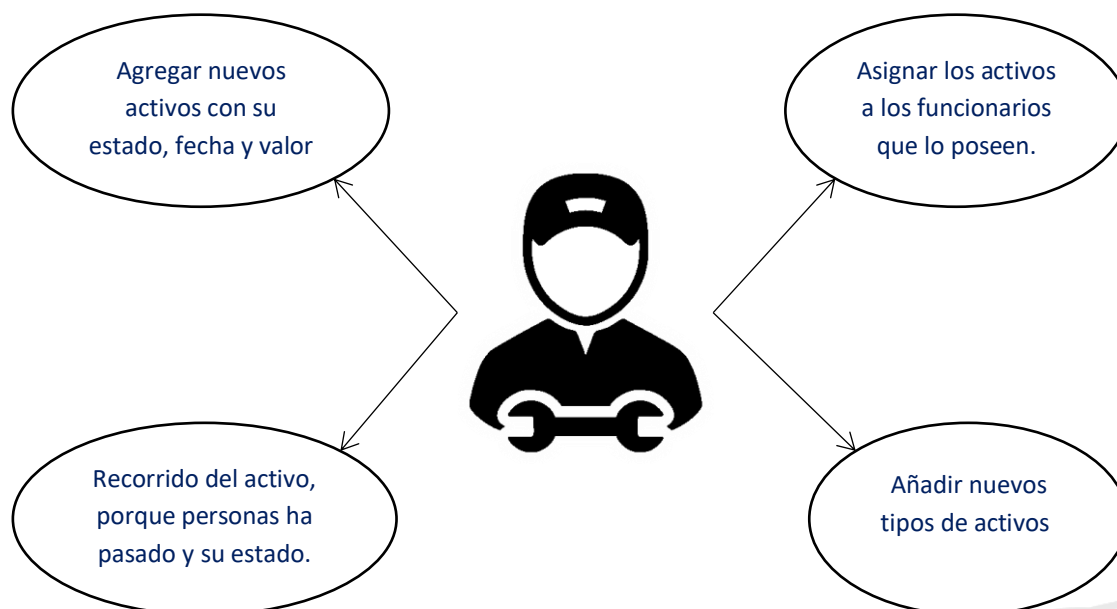 Agregar nuevos
activos con su
estado, fecha y valor
Asignar los activos
a los funcionarios
que lo poseen.
Recorrido del activo,
porque personas ha
pasado y su estado.
Añadir nuevos
tipos de activos